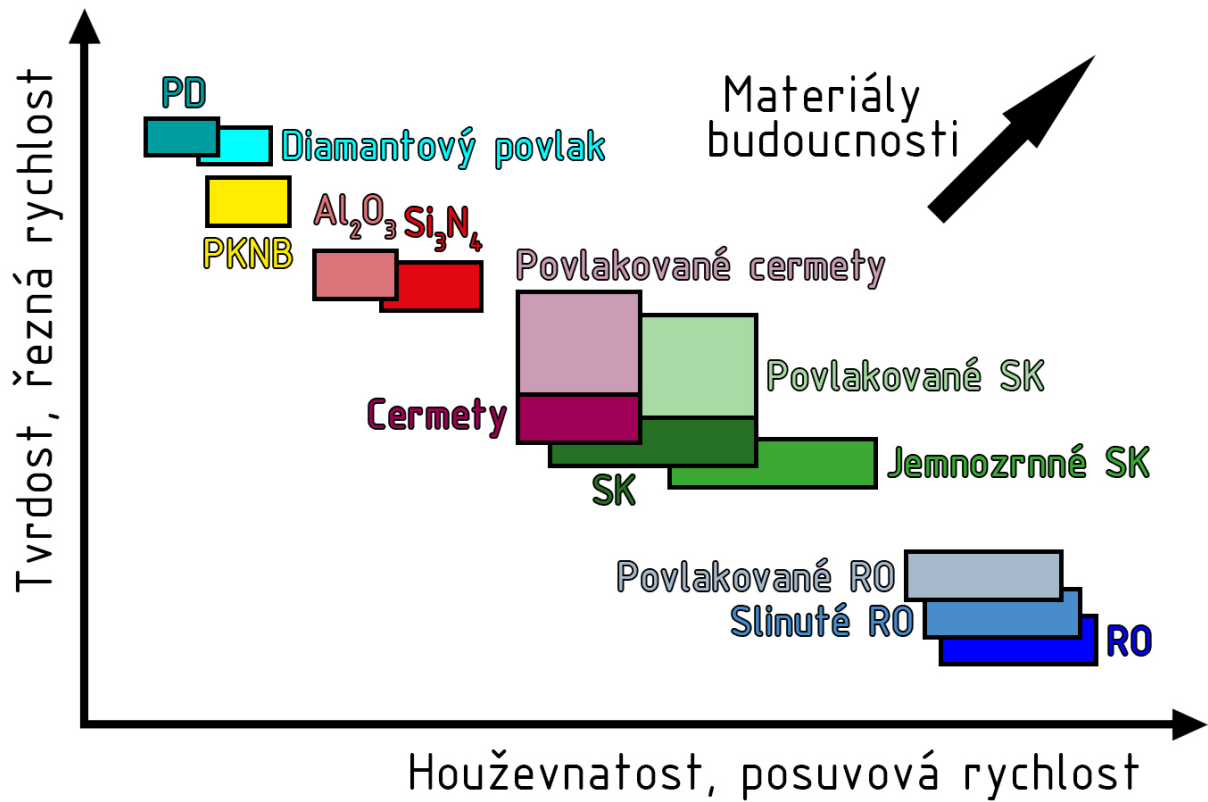 PD
Diamantový povlak
PKNB
Al₂O₃
Si₃N₄
Materiály
budoucnosti
Povlakované cermety
Povlakované SK
Cermety
SK
Jemnozrnné SK
Povlakované RO
Slinuté RO
RO
Tvrdost, řezná rychlost
Houževnatost, posuvová rychlost